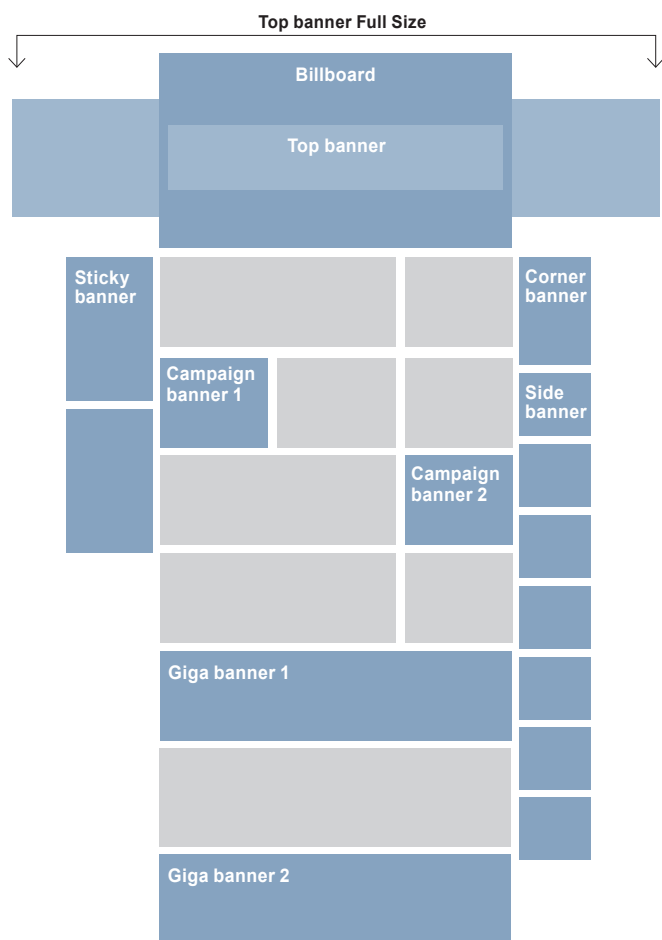 Top banner Full Size
Billboard
Top banner
Sticky
banner
Corner
banner
Campaign
banner 1
Side
banner
Campaign
banner 2
Giga banner 1
Giga banner 2